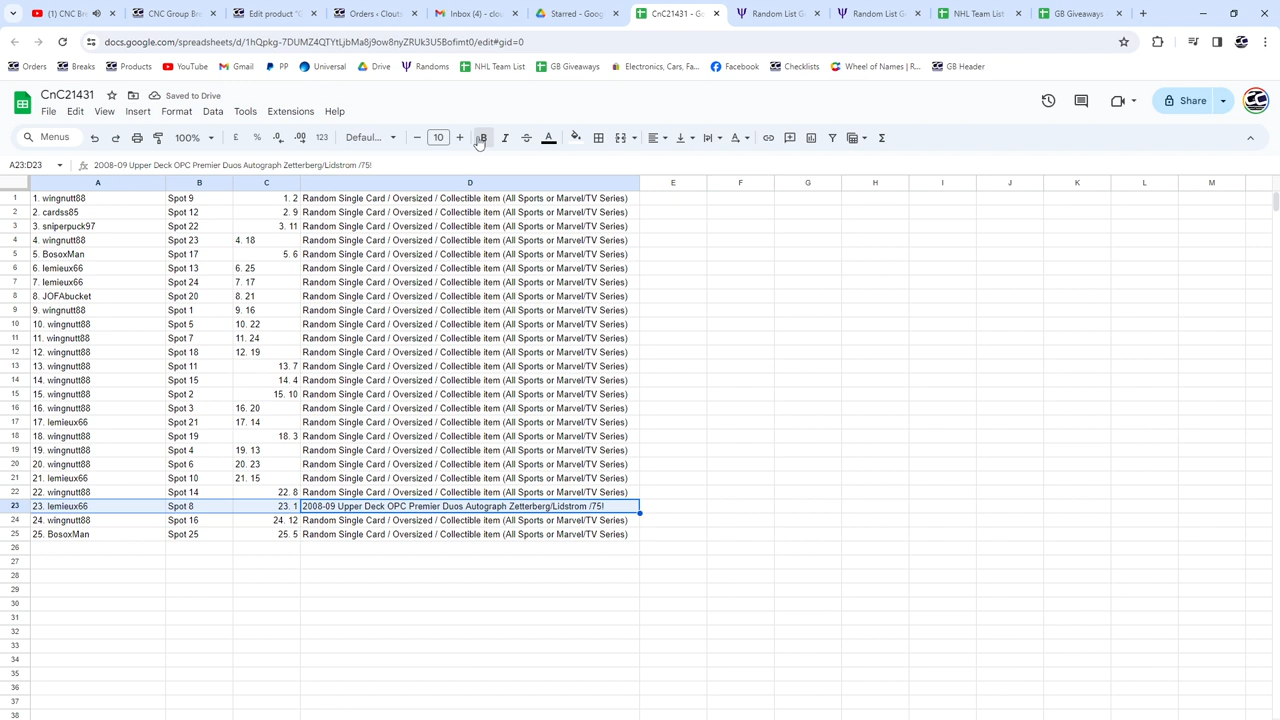 (1) CNC Bre
CNC Group Bre
Edit product "C
Orders ‹ Clouts
Inbox - clou
Starred - Goog
CnC21431 - Go
Random List Ge
Random List Ge
NHL Team List
GB Giveaways
docs.google.com/spreadsheets/d/1hQpkg-7DUMZ4QTYtLjbMa8j9ow8nyZRUk3U5Bofimt0/edit#gid=0
Orders Breaks Products YouTube Gmail PP Universal Drive Randoms NHL Team List GB Giveaways Electronics, Cars, Fa... Facebook Checklists Wheel of Names | R... GB Header
CnC21431 Saved to Drive
File Edit View Insert Format Data Tools Extensions Help
Share
Menus 100% £ % .0 .00 123 Defaul... 10 B I A
A23:D23 fx 2008-09 Upper Deck OPC Premier Duos Autograph Zetterberg/Lidstrom /75!
A B C D E F G H I J K L M
1 1. wingnutt88 Spot 9 1. 2 Random Single Card / Oversized / Collectible item (All Sports or Marvel/TV Series)
2 2. cardss85 Spot 12 2. 9 Random Single Card / Oversized / Collectible item (All Sports or Marvel/TV Series)
3 3. sniperpuck97 Spot 22 3. 11 Random Single Card / Oversized / Collectible item (All Sports or Marvel/TV Series)
4 4. wingnutt88 Spot 23 4. 18 Random Single Card / Oversized / Collectible item (All Sports or Marvel/TV Series)
5 5. BosoxMan Spot 17 5. 6 Random Single Card / Oversized / Collectible item (All Sports or Marvel/TV Series)
6 6. lemieux66 Spot 13 6. 25 Random Single Card / Oversized / Collectible item (All Sports or Marvel/TV Series)
7 7. lemieux66 Spot 24 7. 17 Random Single Card / Oversized / Collectible item (All Sports or Marvel/TV Series)
8 8. JOFAbucket Spot 20 8. 21 Random Single Card / Oversized / Collectible item (All Sports or Marvel/TV Series)
9 9. wingnutt88 Spot 1 9. 16 Random Single Card / Oversized / Collectible item (All Sports or Marvel/TV Series)
10 10. wingnutt88 Spot 5 10. 22 Random Single Card / Oversized / Collectible item (All Sports or Marvel/TV Series)
11 11. wingnutt88 Spot 7 11. 24 Random Single Card / Oversized / Collectible item (All Sports or Marvel/TV Series)
12 12. wingnutt88 Spot 18 12. 19 Random Single Card / Oversized / Collectible item (All Sports or Marvel/TV Series)
13 13. wingnutt88 Spot 11 13. 7 Random Single Card / Oversized / Collectible item (All Sports or Marvel/TV Series)
14 14. wingnutt88 Spot 15 14. 4 Random Single Card / Oversized / Collectible item (All Sports or Marvel/TV Series)
15 15. wingnutt88 Spot 2 15. 10 Random Single Card / Oversized / Collectible item (All Sports or Marvel/TV Series)
16 16. wingnutt88 Spot 3 16. 20 Random Single Card / Oversized / Collectible item (All Sports or Marvel/TV Series)
17 17. lemieux66 Spot 21 17. 14 Random Single Card / Oversized / Collectible item (All Sports or Marvel/TV Series)
18 18. wingnutt88 Spot 19 18. 3 Random Single Card / Oversized / Collectible item (All Sports or Marvel/TV Series)
19 19. wingnutt88 Spot 4 19. 13 Random Single Card / Oversized / Collectible item (All Sports or Marvel/TV Series)
20 20. wingnutt88 Spot 6 20. 23 Random Single Card / Oversized / Collectible item (All Sports or Marvel/TV Series)
21 21. lemieux66 Spot 10 21. 15 Random Single Card / Oversized / Collectible item (All Sports or Marvel/TV Series)
22 22. wingnutt88 Spot 14 22. 8 Random Single Card / Oversized / Collectible item (All Sports or Marvel/TV Series)
23 23. lemieux66 Spot 8 23. 1 2008-09 Upper Deck OPC Premier Duos Autograph Zetterberg/Lidstrom /75!
24 24. wingnutt88 Spot 16 24. 12 Random Single Card / Oversized / Collectible item (All Sports or Marvel/TV Series)
25 25. BosoxMan Spot 25 25. 5 Random Single Card / Oversized / Collectible item (All Sports or Marvel/TV Series)
26
27
28
29
30
31
32
33
34
35
36
37
38